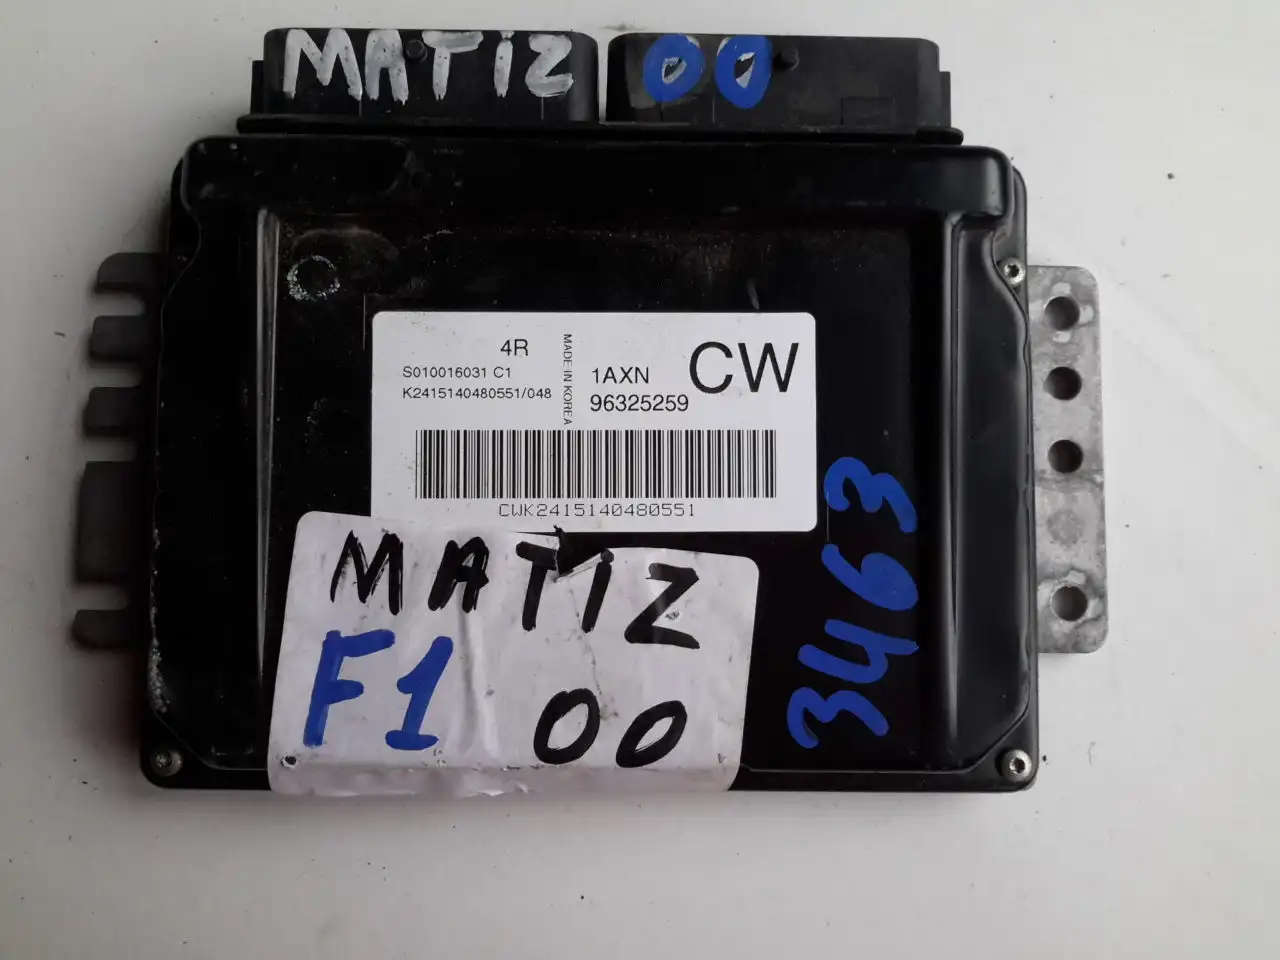 MATiZ 00
4R
S010016031 C1
K2415140480551/048
MADE IN KOREA
1AXN
96325259
CW
CWK2415140480551
MATiZ
F1 00
3463